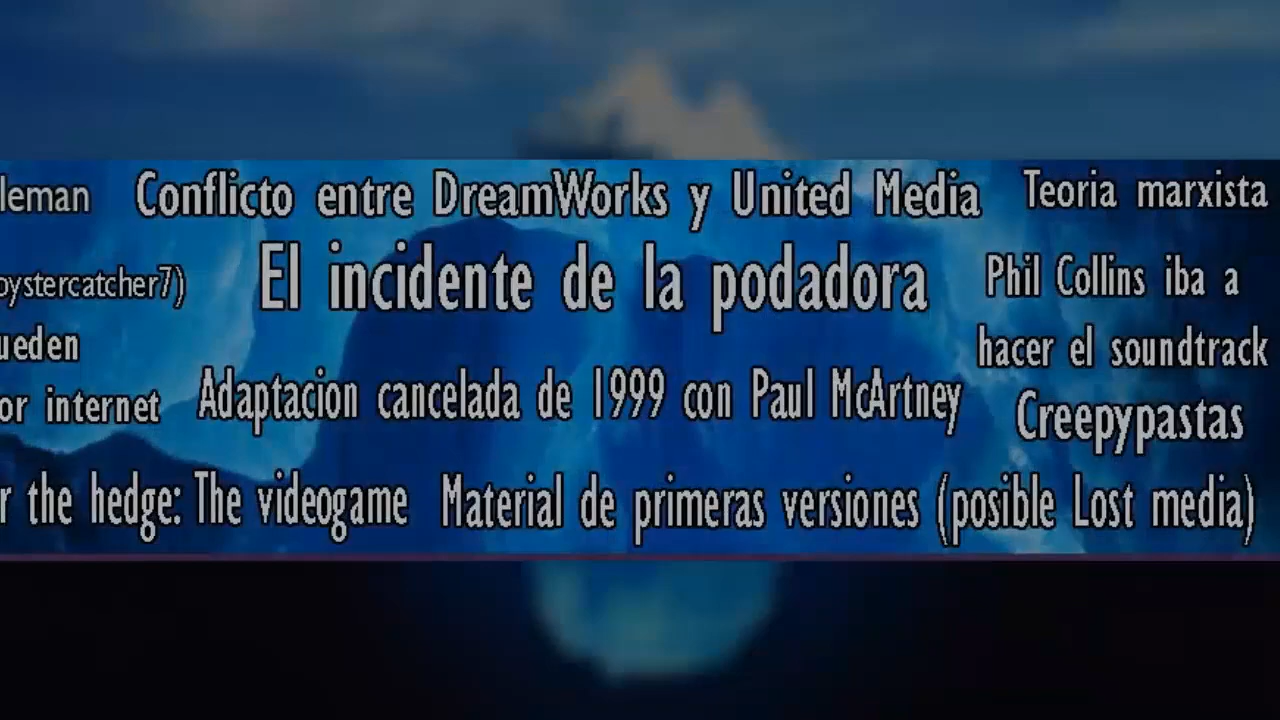 leman Conflicto entre DreamWorks y United Media Teoria marxista
oystercatcher7) El incidente de la podadora Phil Collins iba a
ueden hacer el soundtrack
or internet Adaptacion cancelada de 1999 con Paul McArtney Creepypastas
r the hedge: The videogame Material de primeras versiones (posible Lost media)